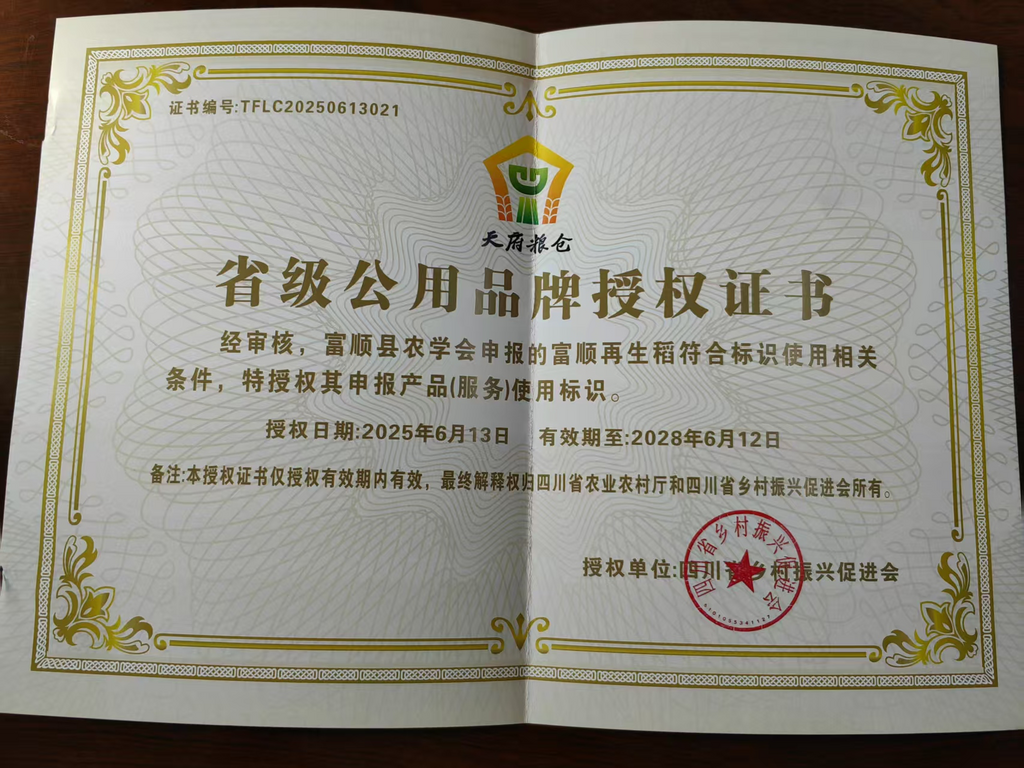 证书编号:TFLC20250613021
天府粮仓
省级公用品牌授权证书
经审核，富顺县农学会申报的富顺再生稻符合标识使用相关
条件，特授权其申报产品(服务)使用标识。
授权日期:2025年6月13日 有效期至:2028年6月12日
备注:本授权证书仅授权有效期内有效，最终解释权归四川省农业农村厅和四川省乡村振兴促进会所有。
授权单位:四川省乡村振兴促进会
四川省乡村振兴促进会